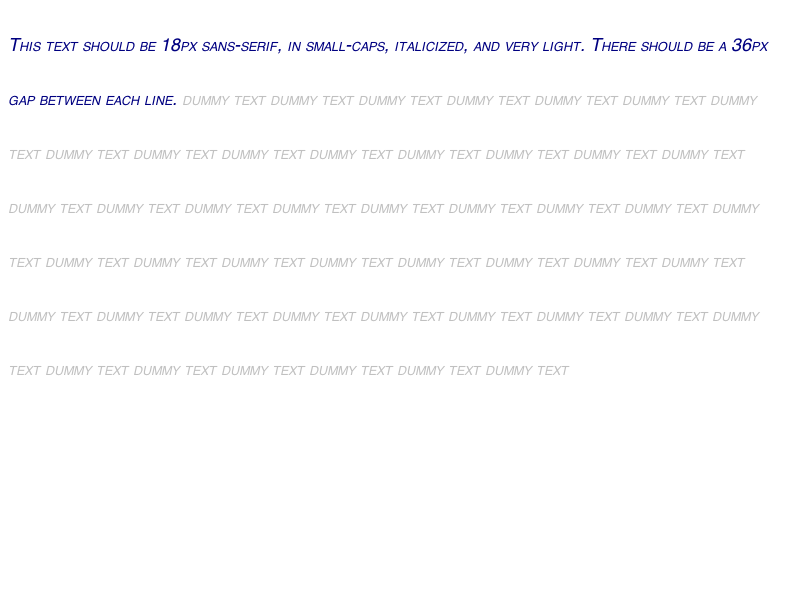 This text should be 18px sans-serif, in small-caps, italicized, and very light. There should be a 36px
gap between each line. dummy text dummy text dummy text dummy text dummy text dummy text dummy
text dummy text dummy text dummy text dummy text dummy text dummy text dummy text dummy text
dummy text dummy text dummy text dummy text dummy text dummy text dummy text dummy text dummy
text dummy text dummy text dummy text dummy text dummy text dummy text dummy text dummy text
dummy text dummy text dummy text dummy text dummy text dummy text dummy text dummy text dummy
text dummy text dummy text dummy text dummy text dummy text dummy text